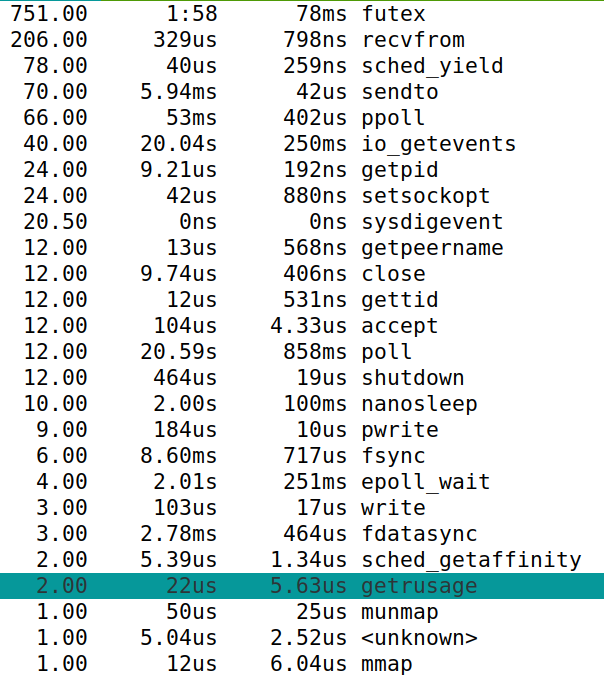 751.00 1:58 78ms futex
206.00 329us 798ns recvfrom
78.00 40us 259ns sched_yield
70.00 5.94ms 42us sendto
66.00 53ms 402us ppoll
40.00 20.04s 250ms io_getevents
24.00 9.21us 192ns getpid
24.00 42us 880ns setsockopt
20.50 0ns 0ns sysdigevent
12.00 13us 568ns getpeername
12.00 9.74us 406ns close
12.00 12us 531ns gettid
12.00 104us 4.33us accept
12.00 20.59s 858ms poll
12.00 464us 19us shutdown
10.00 2.00s 100ms nanosleep
9.00 184us 10us pwrite
6.00 8.60ms 717us fsync
4.00 2.01s 251ms epoll_wait
3.00 103us 17us write
3.00 2.78ms 464us fdatasync
2.00 5.39us 1.34us sched_getaffinity
2.00 22us 5.63us getrusage
1.00 50us 25us munmap
1.00 5.04us 2.52us <unknown>
1.00 12us 6.04us mmap